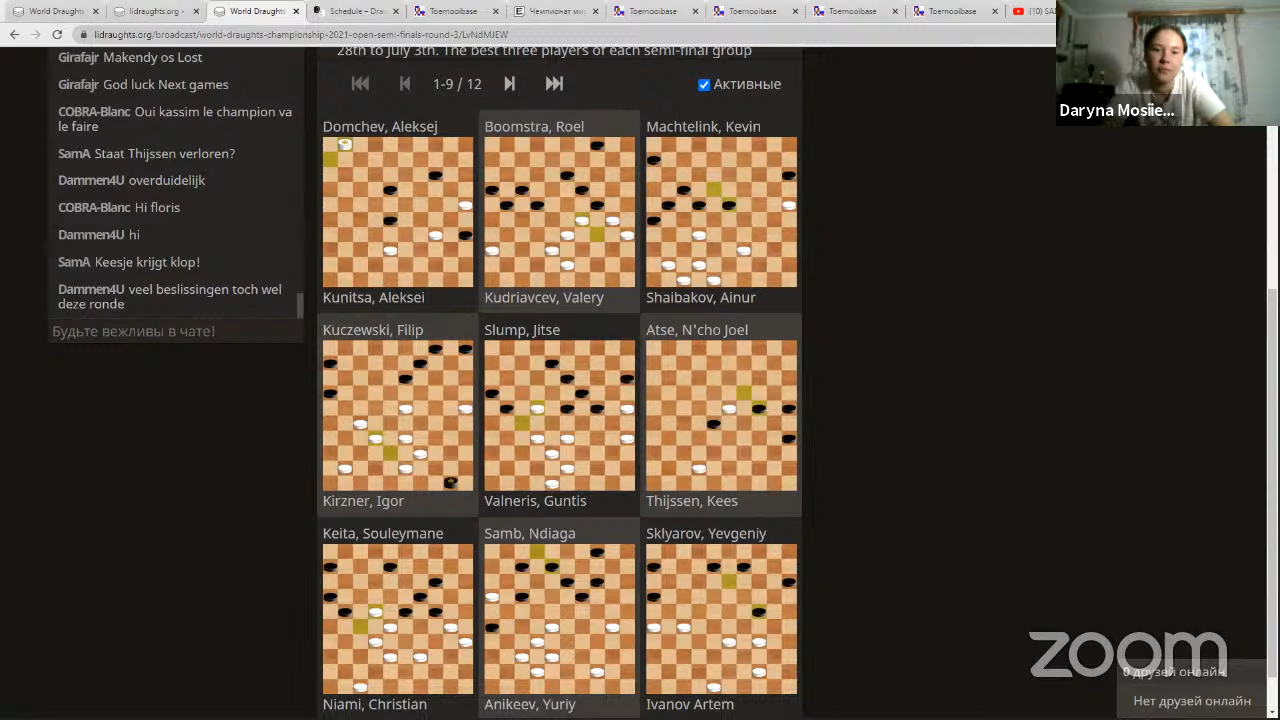 World Draughts
lidraughts.org •
World Draughts
Schedule – Draи
Toernooibase
Чемпионат ми
Toernooibase
Toernooibase
Toernooibase
Toernooibase
lidraughts.org/broadcast/world-draughts-championship-2021-open-semi-finals-round-3/
28th to July 3th. The best three players of each semi-final group
1-9 / 12
Активные
Girafajr Makendy os Lost
Girafajr God luck Next games
COBRA-Blanc Oui kassim le champion va
le faire
SamA Staat Thijssen verloren?
Dammen4U overduidelijk
COBRA-Blanc Hi floris
Dammen4U hi
SamA Keesje krijgt klop!
Dammen4U veel beslissingen toch wel
deze ronde
Будьте вежливы в чате!
Domchev, Aleksej
Boomstra, Roel
Machtelink, Kevin
Kunitsa, Aleksei
Kudriavcev, Valery
Shaibakov, Ainur
Kuczewski, Filip
Slump, Jitse
Atse, N'cho Joel
Kirzner, Igor
Valneris, Guntis
Thijssen, Kees
Keita, Souleymane
Samb, Ndiaga
Sklyarov, Yevgeniy
Niami, Christian
Anikeev, Yuriy
Ivanov Artem
Daryna Mosiie...
zoom
0 друзей онлайн
Нет друзей онлайн